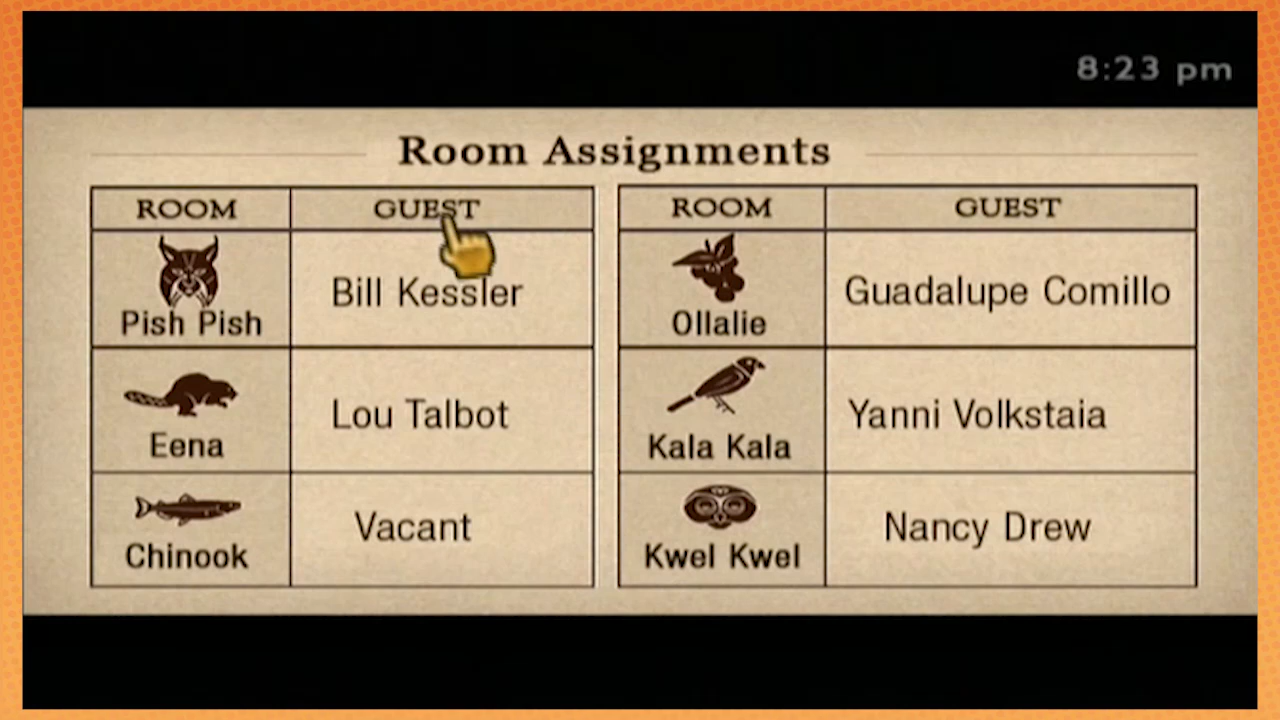 8:23 pm
Room Assignments
ROOM GUEST ROOM GUEST
Pish Pish Bill Kessler Ollalie Guadalupe Comillo
Eena Lou Talbot Kala Kala Yanni Volkstaia
Chinook Vacant Kwel Kwel Nancy Drew